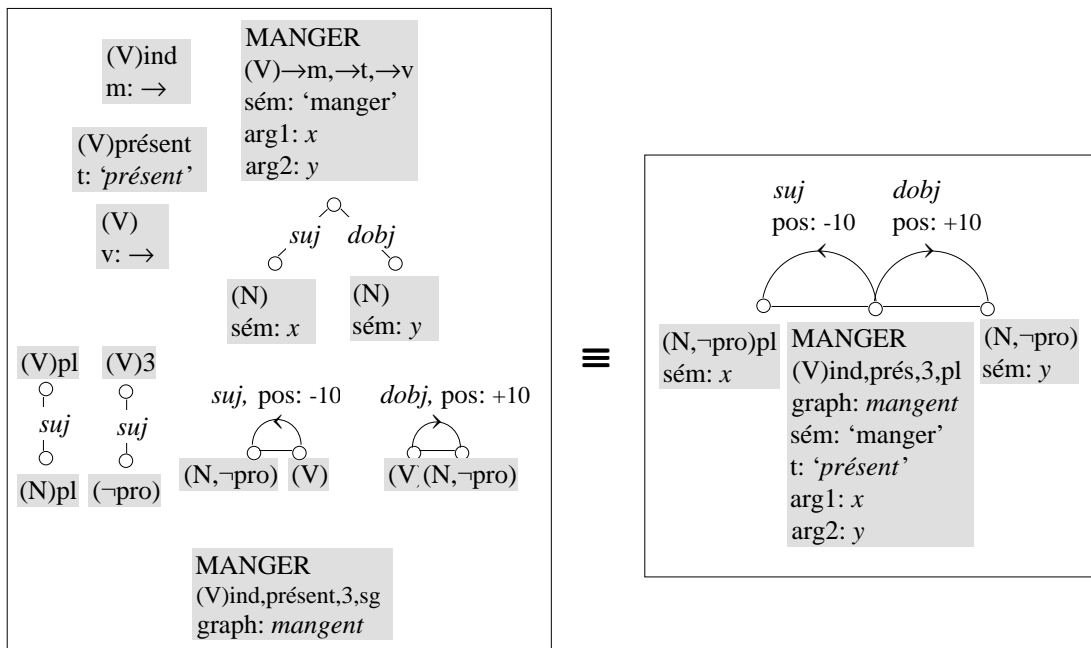 (V)ind
m: →
MANGER
(V)→m,→t,→v
sém: ‘manger’
arg1: x
arg2: y
(V)présent
t: ‘présent’
(V)
v: →
suj dobj
(N)
sém: x
(N)
sém: y
(V)pl (V)3
suj suj
(N)pl (¬pro)
suj, pos: -10
(N,¬pro) (V)
dobj, pos: +10
(V) (N,¬pro)
MANGER
(V)ind,présent,3,sg
graph: mangent
≡
suj
pos: -10
dobj
pos: +10
(N,¬pro)pl
sém: x
MANGER
(V)ind,prés,3,pl
graph: mangent
sém: ‘manger’
t: ‘présent’
arg1: x
arg2: y
(N,¬pro)
sém: y